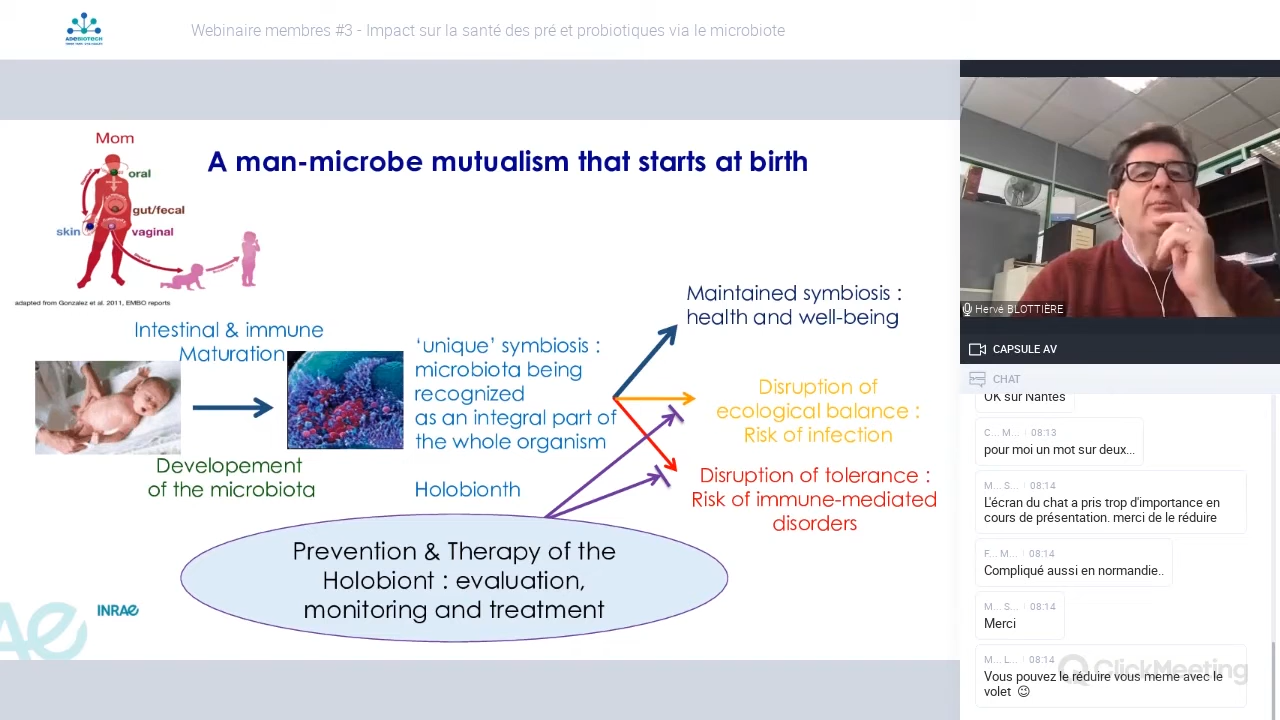 ADEBIOTECH
Webinaire membres #3 - Impact sur la santé des pré et probiotiques via le microbiote
Mom
oral
gut/fecal
skin
vaginal
adapted from Gonzalez et al. 2011, EMBO reports
A man-microbe mutualism that starts at birth
Intestinal & immune
Maturation
Developement
of the microbiota
‘unique’ symbiosis :
microbiota being
recognized
as an integral part of
the whole organism
Holobionth
Maintained symbiosis :
health and well-being
Disruption of
ecological balance :
Risk of infection
Disruption of tolerance :
Risk of immune-mediated
disorders
Prevention & Therapy of the
Holobiont : evaluation,
monitoring and treatment
INRAE
Hervé BLOTTIÈRE
CAPSULE AV
CHAT
OK sur Nantes
C... M... 08:13
pour moi un mot sur deux...
M... S... 08:14
L'écran du chat a pris trop d'importance en
cours de présentation. merci de le réduire
F... M... 08:14
Compliqué aussi en normandie..
M... S... 08:14
Merci
M... L... 08:14
Vous pouvez le réduire vous meme avec le
volet 😉
ClickMeeting